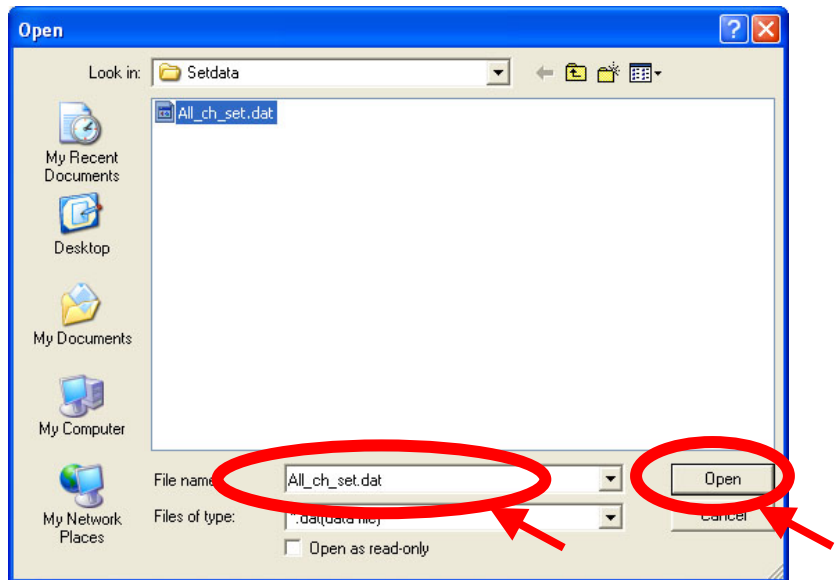 Open
Look in: Setdata
All_ch_set.dat
My Recent
Documents
Desktop
My Documents
My Computer
My Network
Places
File name: All_ch_set.dat Open
Files of type: *.dat(data file) Cancel
Open as read-only